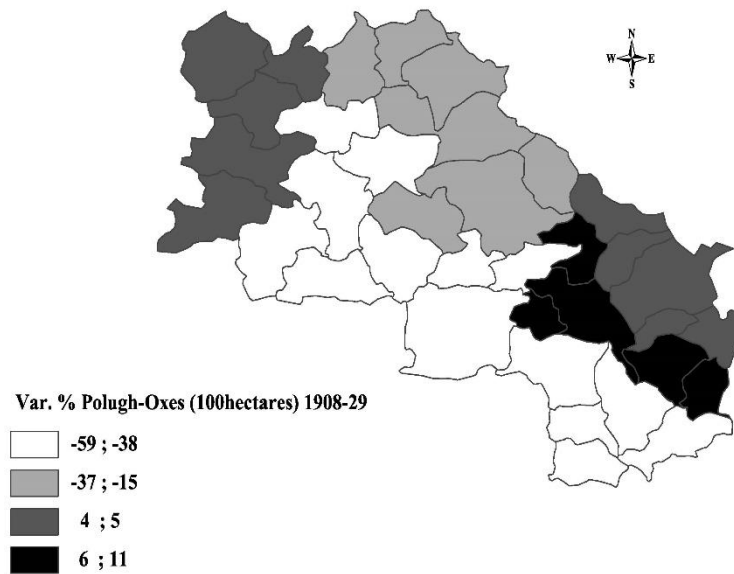 N
W E
S
Var. % Polugh-Oxes (100hectares) 1908-29
-59 ; -38
-37 ; -15
4 ; 5
6 ; 11